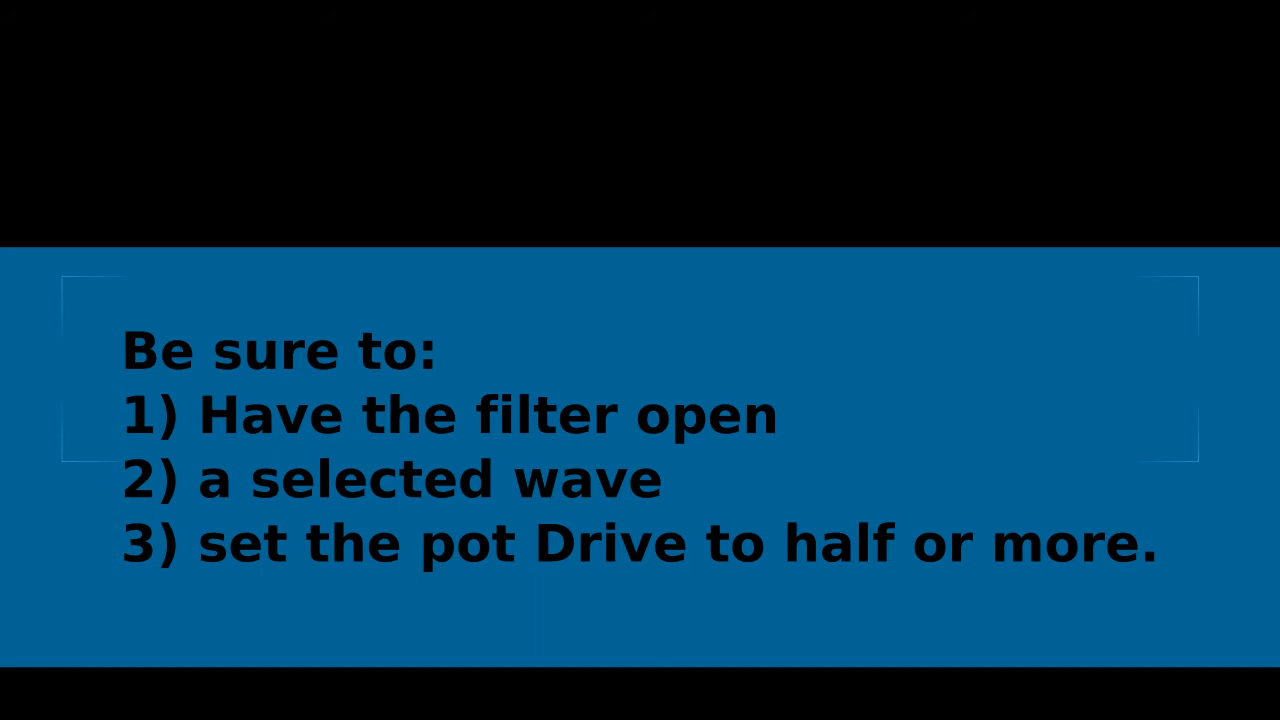 Be sure to:
1) Have the filter open
2) a selected wave
3) set the pot Drive to half or more.